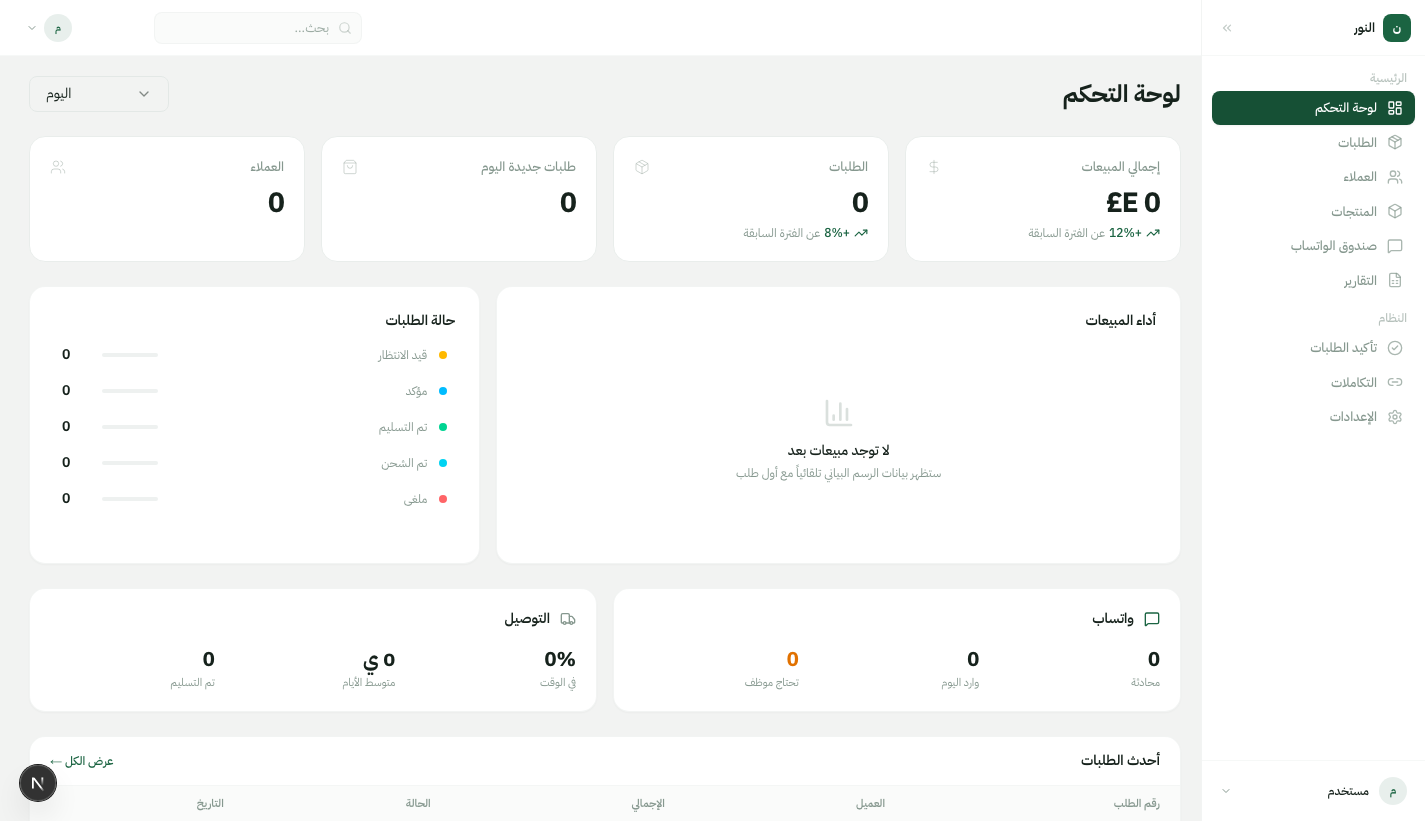 ن النور
الرئيسية
لوحة التحكم
الطلبات
العملاء
المنتجات
صندوق الواتساب
التقارير
النظام
تأكيد الطلبات
التكاملات
الإعدادات
م مستخدم
بحث...
م
لوحة التحكم
اليوم
إجمالي المبيعات
E£ 0
+12% عن الفترة السابقة
الطلبات
0
+8% عن الفترة السابقة
طلبات جديدة اليوم
0
العملاء
0
أداء المبيعات
لا توجد مبيعات بعد
ستظهر بيانات الرسم البياني تلقائياً مع أول طلب
حالة الطلبات
قيد الانتظار 0
مؤكد 0
تم التسليم 0
تم الشحن 0
ملغى 0
واتساب
0 0 0
محادثة وارد اليوم تحتاج موظف
التوصيل
0% 0 ي 0
في الوقت متوسط الأيام تم التسليم
أحدث الطلبات
عرض الكل ←
رقم الطلب العميل الإجمالي الحالة التاريخ
N